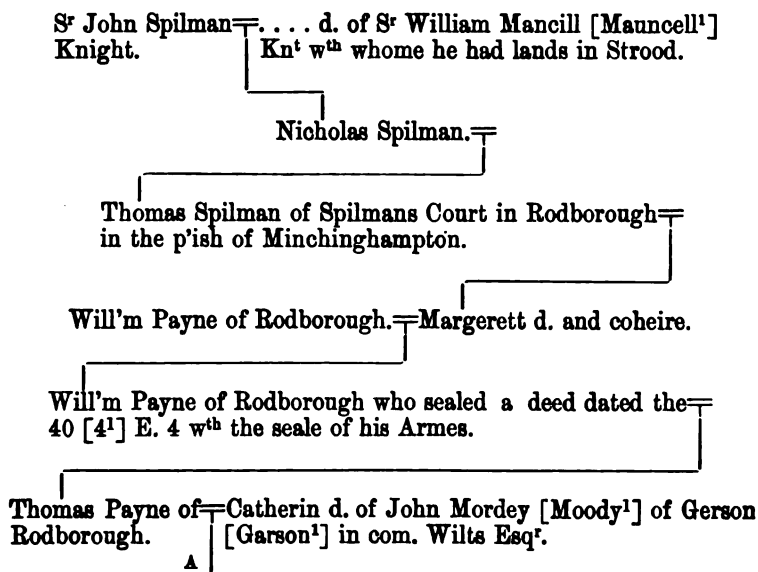 Sʳ John Spilman=. . . . d. of Sʳ William Mancill [Mauncell¹]
Knight. Knᵗ wᵗʰ whome he had lands in Strood.
Nicholas Spilman.=
Thomas Spilman of Spilmans Court in Rodborough=
in the p'ish of Minchinghampton.
Will'm Payne of Rodborough.=Margerett d. and coheire.
Will'm Payne of Rodborough who sealed a deed dated the=
40 [4¹] E. 4 wᵗʰ the seale of his Armes.
Thomas Payne of=Catherin d. of John Mordey [Moody¹] of Gerson
Rodborough. [Garson¹] in com. Wilts Esqʳ.
A